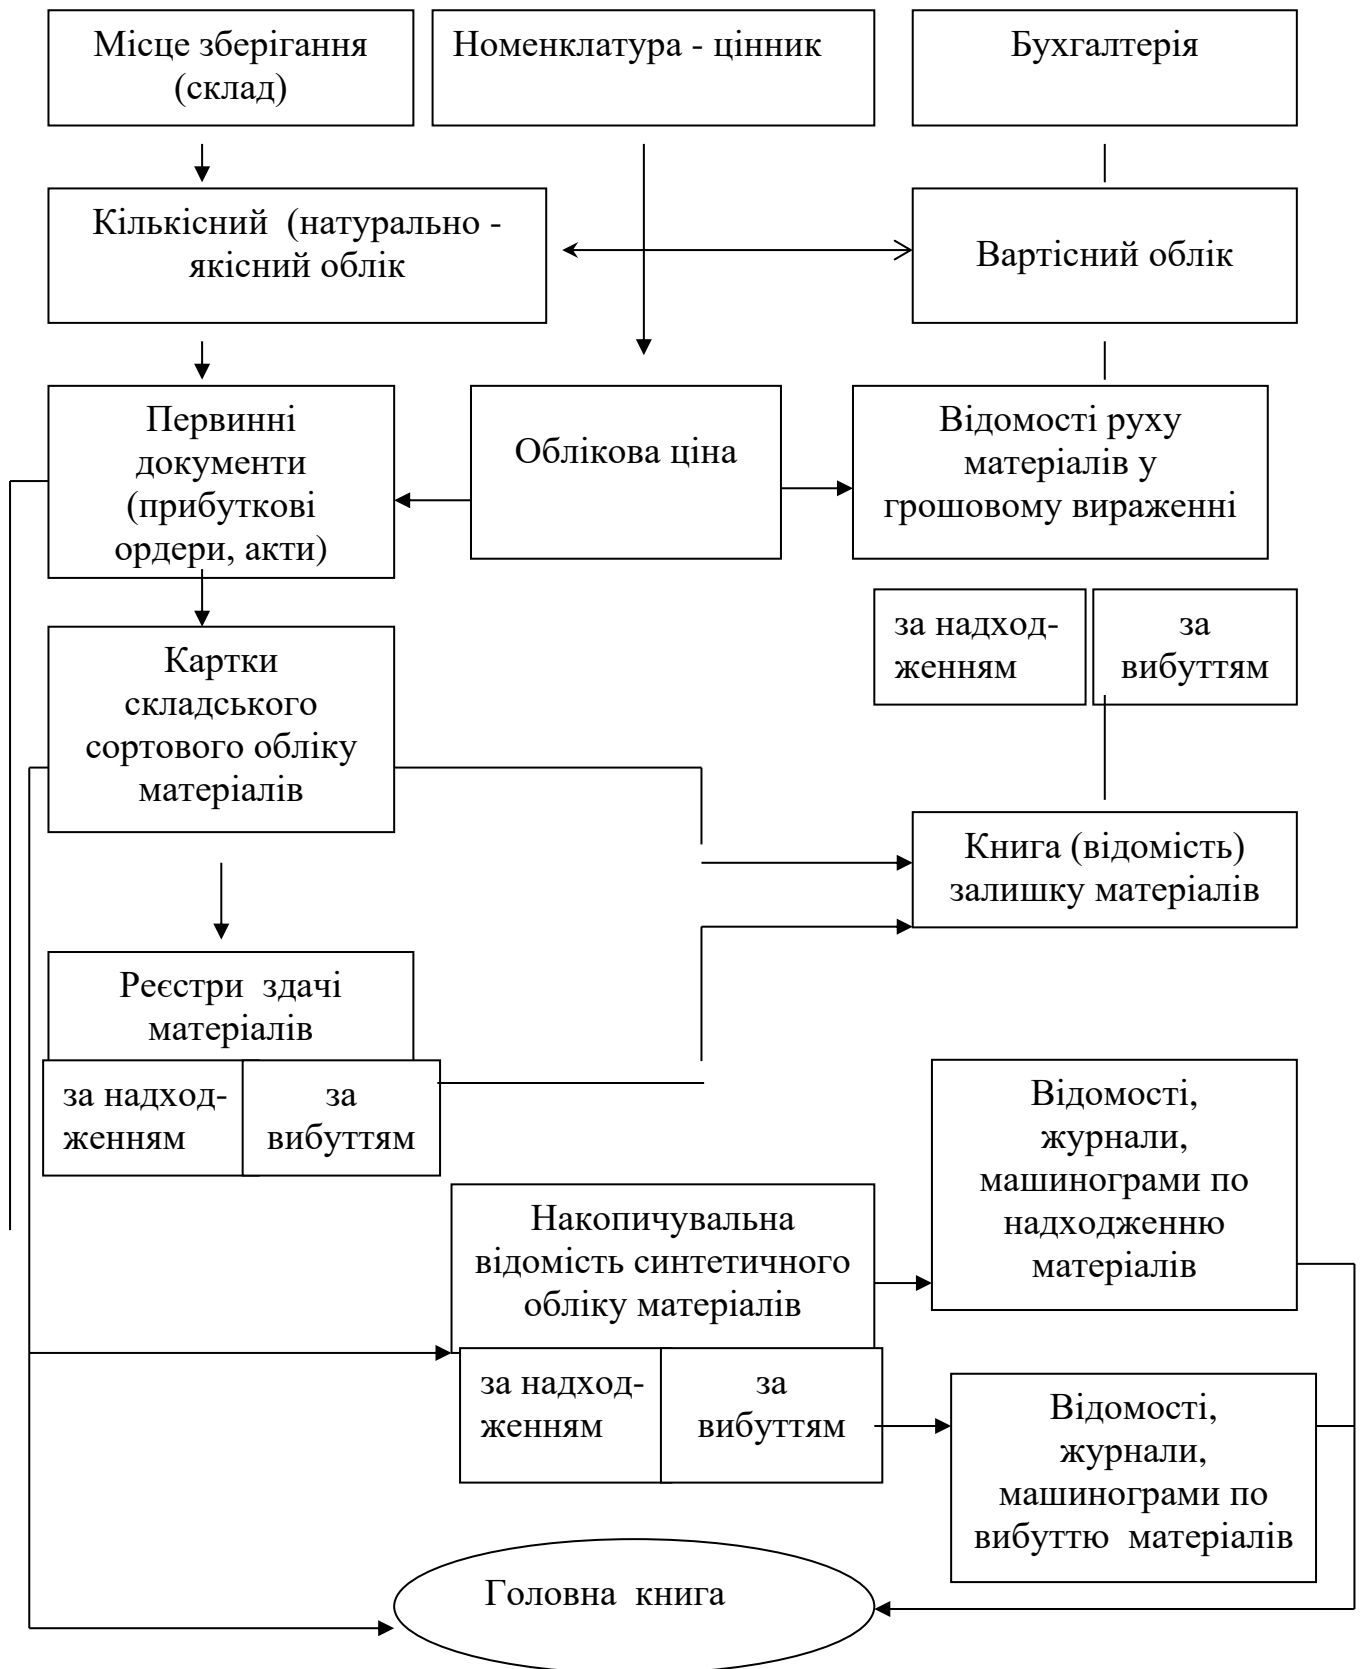 Місце зберігання
(склад)
Номенклатура - цінник
Бухгалтерія
Кількісний  (натурально -
якісний облік
Вартісний облік
Первинні
документи
(прибуткові
ордери, акти)
Облікова ціна
Відомості руху
матеріалів у
грошовому вираженні
за надход-
женням
за
вибуттям
Картки
складського
сортового обліку
матеріалів
Книга (відомість)
залишку матеріалів
Реєстри  здачі
матеріалів
за надход-
женням
за
вибуттям
Відомості,
журнали,
машинограми по
надходженню
матеріалів
Накопичувальна
відомість синтетичного
обліку матеріалів
за надход-
женням
за
вибуттям
Відомості,
журнали,
машинограми по
вибуттю  матеріалів
Головна  книга